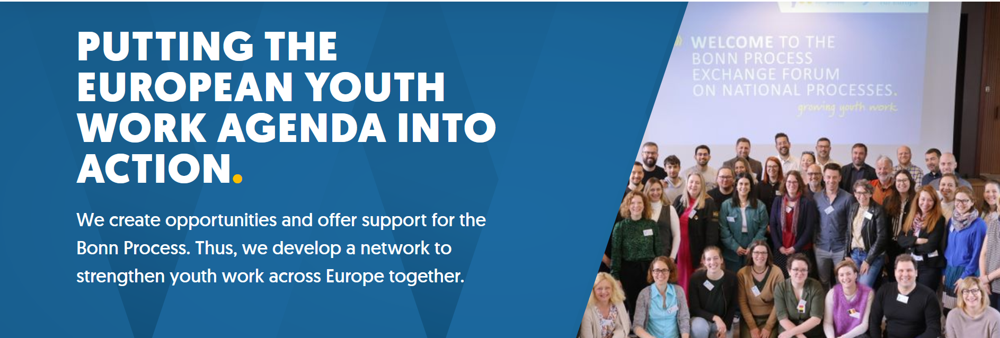 PUTTING THE
EUROPEAN YOUTH
WORK AGENDA INTO
ACTION.
We create opportunities and offer support for the
Bonn Process. Thus, we develop a network to
strengthen youth work across Europe together.
for Europe
WELCOME TO THE
BONN PROCESS
EXCHANGE FORUM
ON NATIONAL PROCESSES.
growing youth work